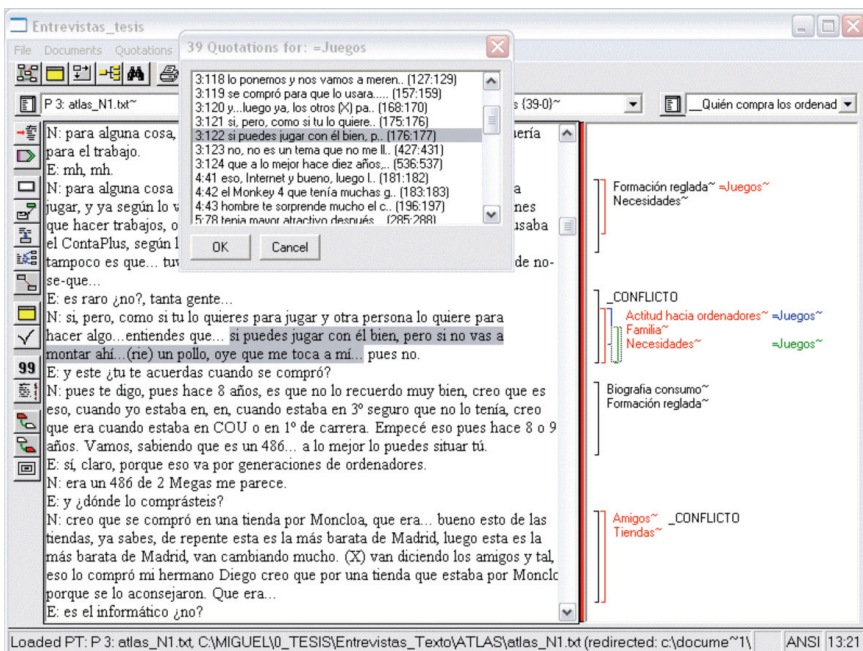 Entrevistas_tesis
File Documents Quotations
39 Quotations for: =Juegos
3:118 lo ponemos y nos vamos a meren.. (127:129)
3:119 se compró para que lo usara..... (157:159)
3:120 y...luego ya, los otros (X) pa.. (168:170)
3:121 si, pero, como si tu lo quiere.. (175:176)
3:122 si puedes jugar con él bien, p.. (176:177)
3:123 no, no es un tema que no me ll.. (427:431)
3:124 que a lo mejor hace diez años,.. (536:537)
4:41 eso, Internet y bueno, luego l.. (181:182)
4:42 el Monkey 4 que tenía muchas g.. (183:183)
4:43 hombre te sorprende mucho el c.. (196:197)
5:78 tenia mayor atractivo después... (285:288)
OK Cancel
P 3: atlas_N1.txt~
s {39-0}~
__Quién compra los ordenad
N: para alguna cosa, ería
para el trabajo.
E: mh, mh.
N: para alguna cosa a
jugar, y ya según lo v nes
que hacer trabajos, o usaba
el ContaPlus, según l
tampoco es que... tuv de no-
se-que...
E: es raro ¿no?, tanta gente...
N: si, pero, como si tu lo quieres para jugar y otra persona lo quiere para
hacer algo...entiendes que... si puedes jugar con él bien, pero si no vas a
montar ahí...(rie) un pollo, oye que me toca a mí... pues no.
E: y este ¿tu te acuerdas cuando se compró?
N: pues te digo, pues hace 8 años, es que no lo recuerdo muy bien, creo que es
eso, cuando yo estaba en, en, cuando estaba en 3º seguro que no lo tenía, creo
que era cuando estaba en COU o en 1º de carrera. Empecé eso pues hace 8 o 9
años. Vamos, sabiendo que es un 486... a lo mejor lo puedes situar tú.
E: sí, claro, porque eso va por generaciones de ordenadores.
N: era un 486 de 2 Megas me parece.
E: y ¿dónde lo comprásteis?
N: creo que se compró en una tienda por Moncloa, que era... bueno esto de las
tiendas, ya sabes, de repente esta es la más barata de Madrid, luego esta es la
más barata de Madrid, van cambiando mucho. (X) van diciendo los amigos y tal,
eso lo compró mi hermano Diego creo que por una tienda que estaba por Monclo
porque se lo aconsejaron. Que era...
E: es el informático ¿no?
99
Formación reglada~ =Juegos~
Necesidades~
_CONFLICTO
Actitud hacia ordenadores~ =Juegos~
Familia~
Necesidades~ =Juegos~
Biografia consumo~
Formación reglada~
Amigos~ _CONFLICTO
Tiendas~
Loaded PT: P 3: atlas_N1.txt, C:\MIGUEL\0_TESIS\Entrevistas_Texto\ATLAS\atlas_N1.txt (redirected: c:\docume~1\ ANSI 13:21